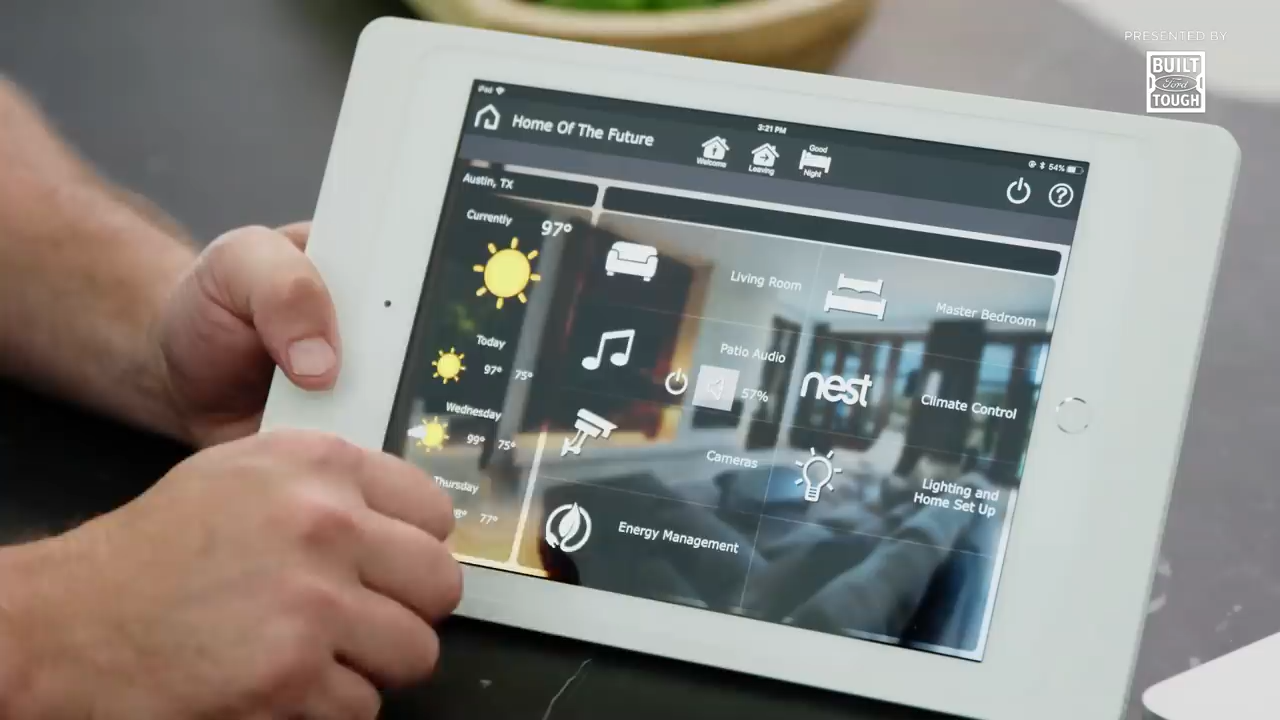 PRESENTED BY
BUILT
Ford
TOUGH
iPad
3:21 PM
54%
Home Of The Future
Welcome
Leaving
Good
Night
Austin, TX
Currently
97°
Today
97° 75°
Wednesday
99° 75°
Thursday
77°
Living Room
Master Bedroom
Patio Audio
57%
nest
Climate Control
Cameras
Lighting and
Home Set Up
Energy Management